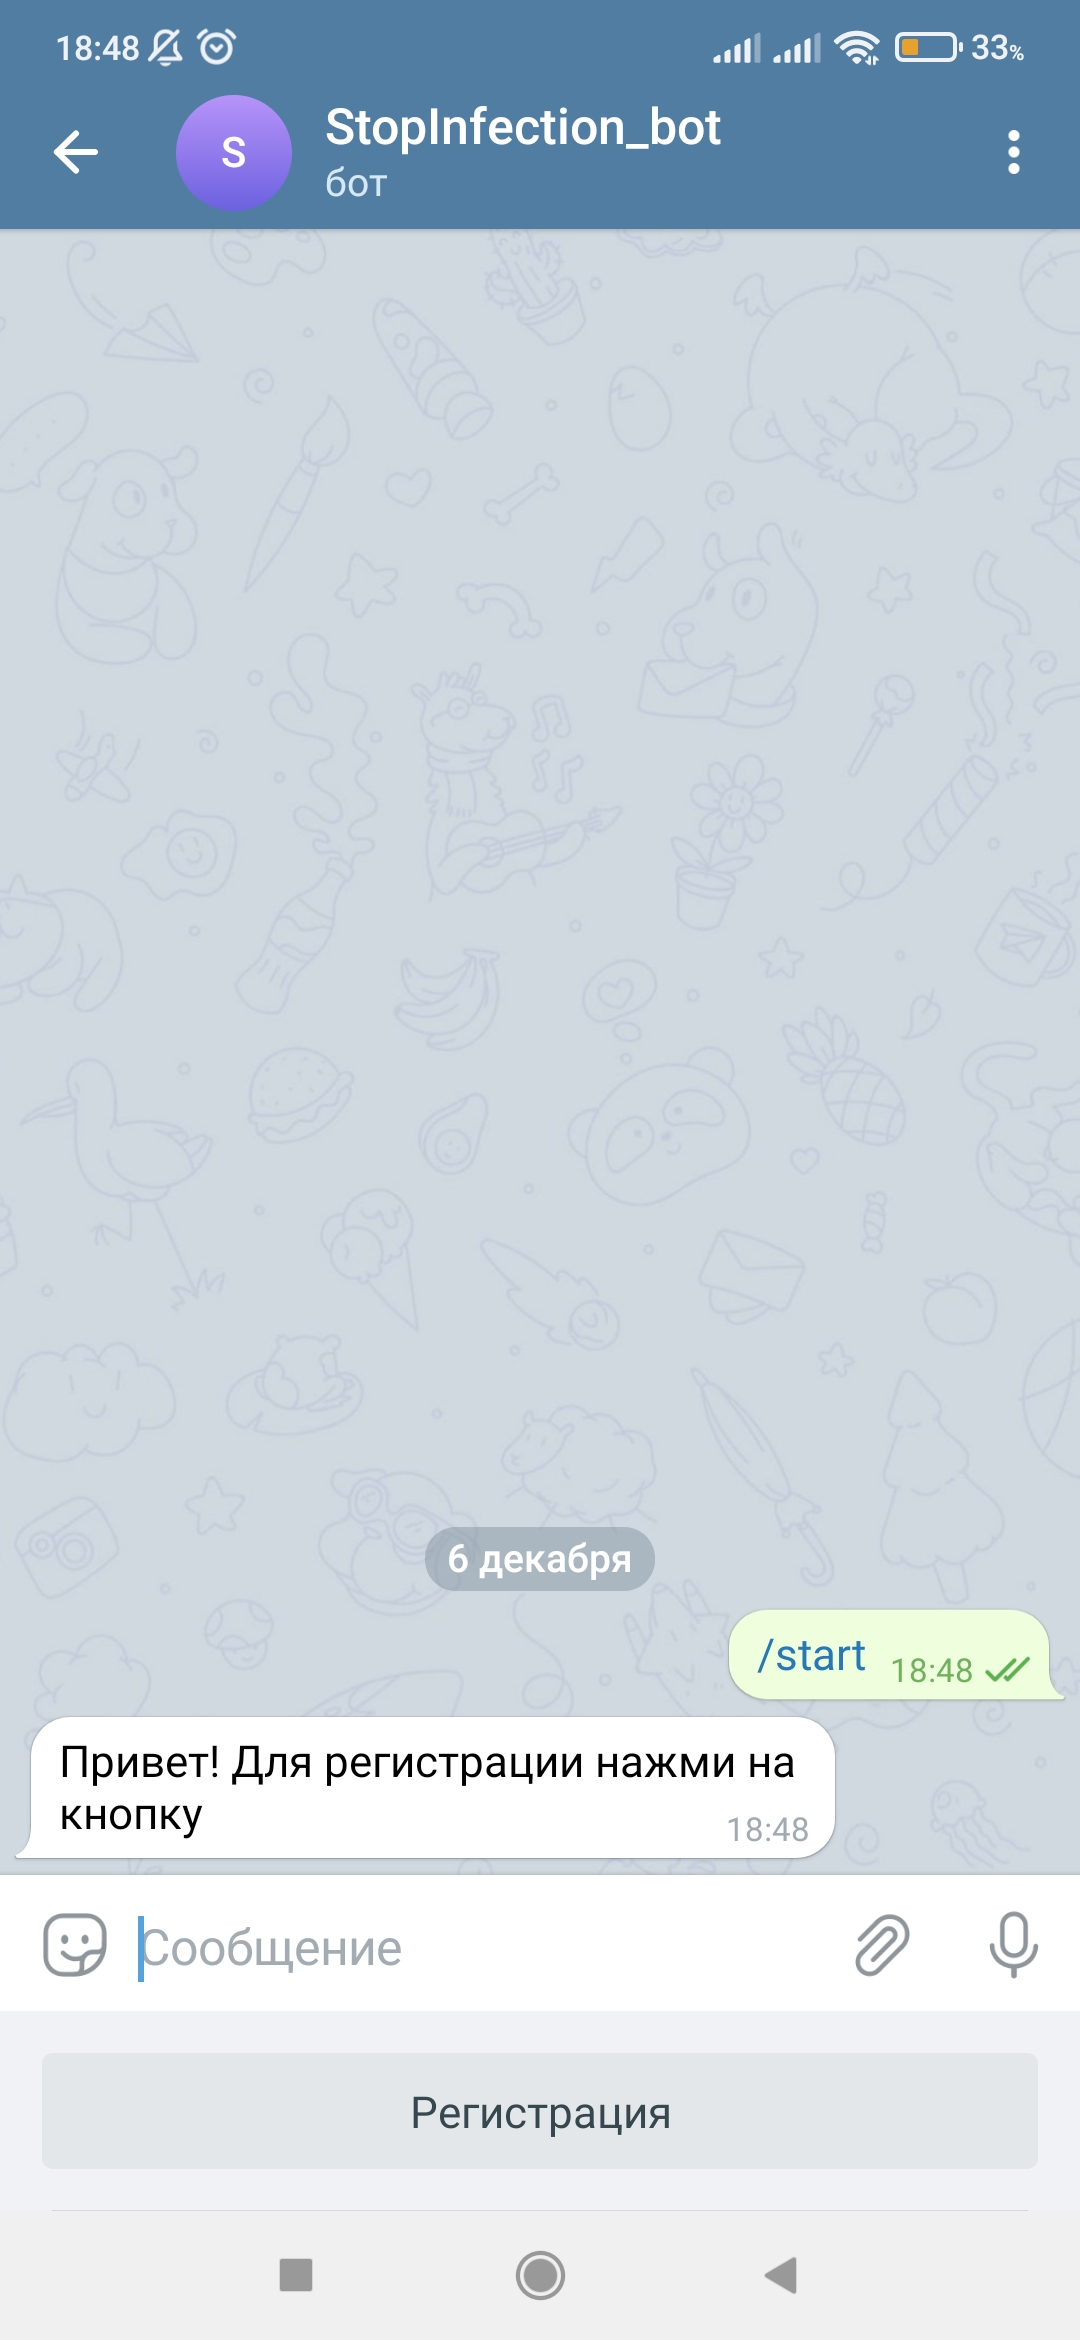 18:48
33%
S
StopInfection_bot
бот
6 декабря
/start 18:48
Привет! Для регистрации нажми на
кнопку
18:48
Сообщение
Регистрация